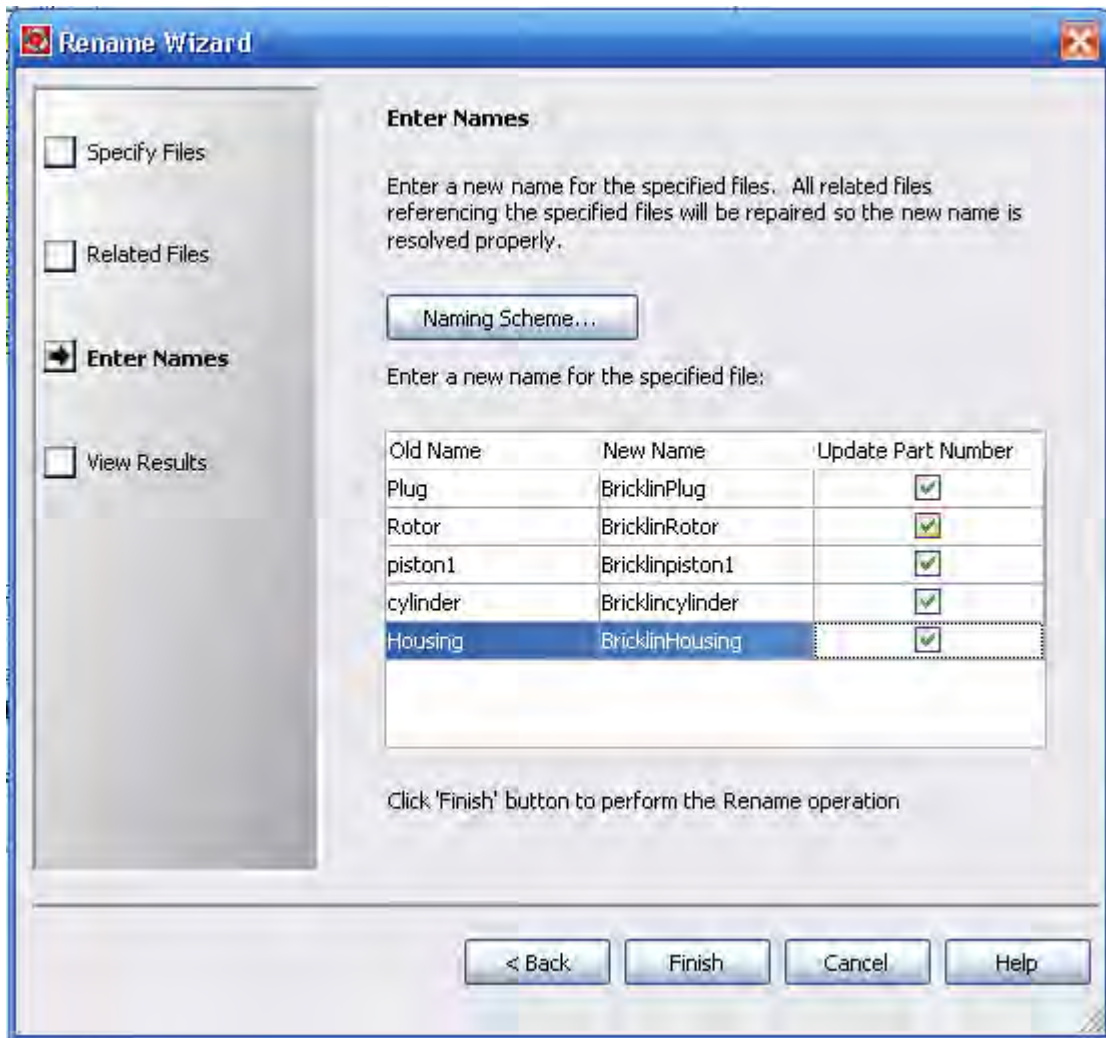 Rename Wizard
Specify Files
Related Files
Enter Names
View Results
Enter Names
Enter a new name for the specified files. All related files
referencing the specified files will be repaired so the new name is
resolved properly.
Naming Scheme...
Enter a new name for the specified file:
Old Name New Name Update Part Number
Plug BricklinPlug
Rotor BricklinRotor
piston1 Bricklinpiston1
cylinder Bricklincylinder
Housing BricklinHousing
Click 'Finish' button to perform the Rename operation
< Back Finish Cancel Help